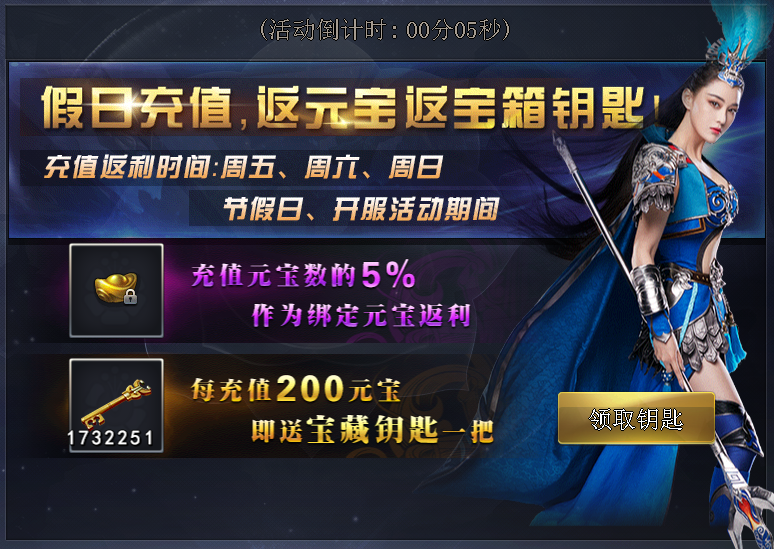 (活动倒计时: 00分05秒)
假日充值,返元宝返宝箱钥匙!
充值返利时间:周五、周六、周日
节假日、开服活动期间
充值元宝数的5%
作为绑定元宝返利
每充值200元宝
即送宝藏钥匙一把
1732251
领取钥匙